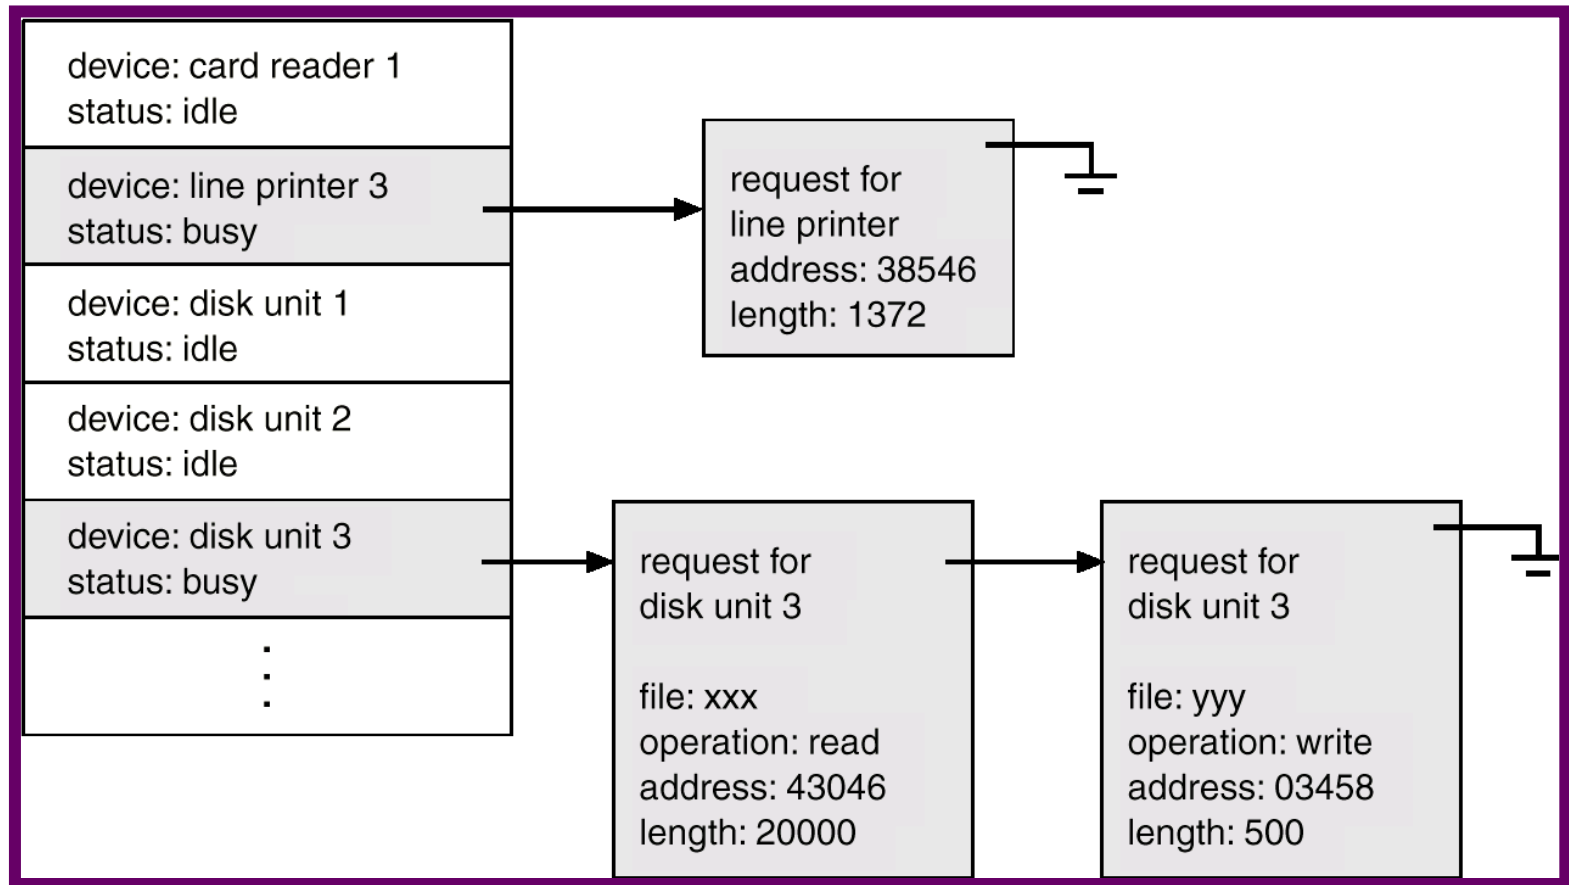 device: card reader 1
status: idle
device: line printer 3
status: busy
device: disk unit 1
status: idle
device: disk unit 2
status: idle
device: disk unit 3
status: busy
request for
line printer
address: 38546
length: 1372
request for
disk unit 3
file: xxx
operation: read
address: 43046
length: 20000
request for
disk unit 3
file: yyy
operation: write
address: 03458
length: 500